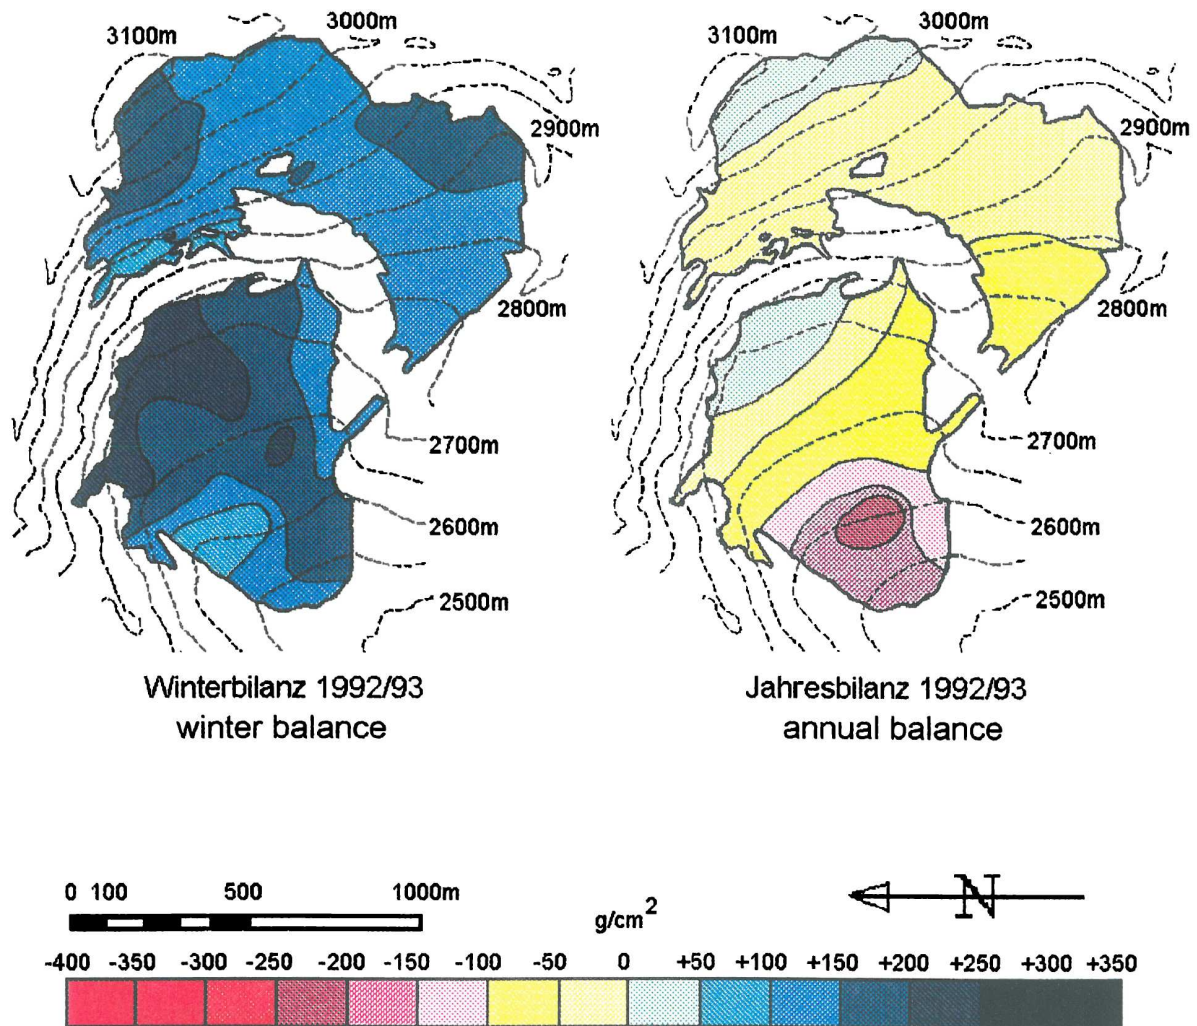 3100m
3000m
2900m
2800m
2700m
2600m
2500m
3100m
3000m
2900m
2800m
2700m
2600m
2500m
Winterbilanz 1992/93
winter balance
Jahresbilanz 1992/93
annual balance
0 100 500 1000m
g/cm²
N
-400 -350 -300 -250 -200 -150 -100 -50 0 +50 +100 +150 +200 +250 +300 +350